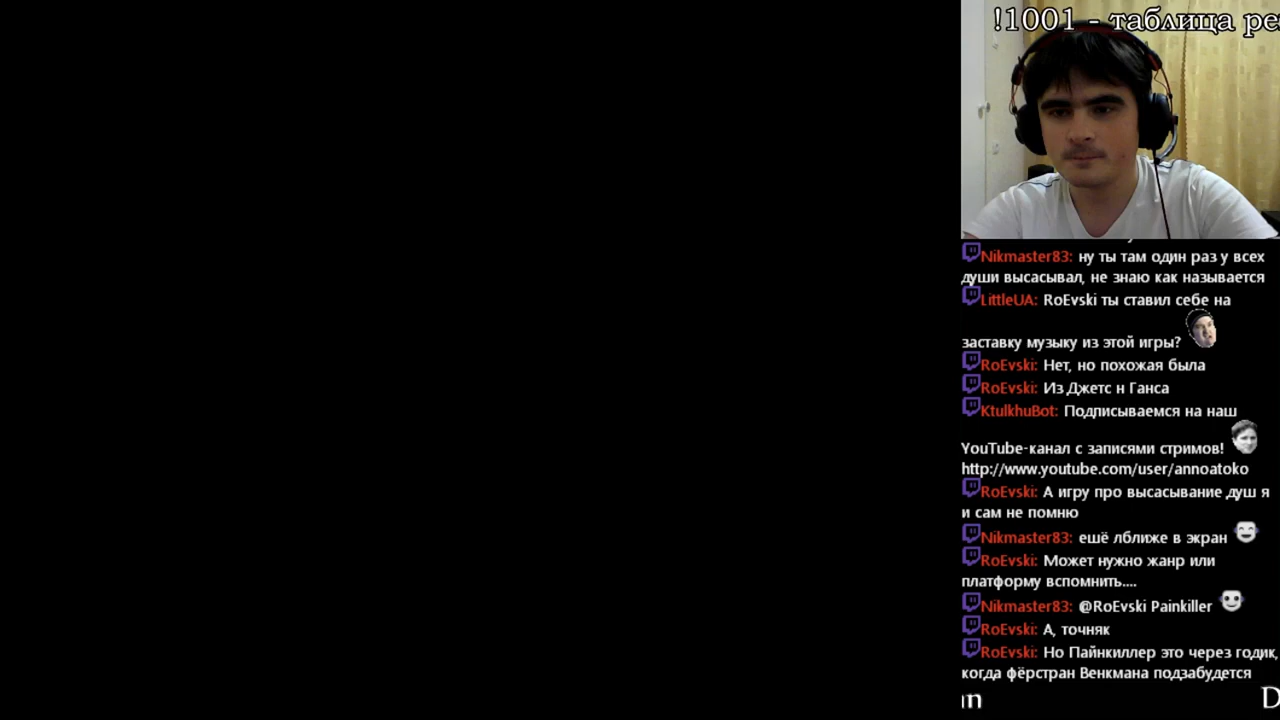 !1001 - таблица ре
Nikmaster83: ну ты там один раз у всех
души высасывал, не знаю как называется
LittleUA: RoEvski ты ставил себе на
заставку музыку из этой игры?
RoEvski: Нет, но похожая была
RoEvski: Из Джетс н Ганса
KtulkhuBot: Подписываемся на наш
YouTube-канал с записями стримов!
http://www.youtube.com/user/annoatoko
RoEvski: А игру про высасывание душ я
и сам не помню
Nikmaster83: ешё лближе в экран
RoEvski: Может нужно жанр или
платформу вспомнить....
Nikmaster83: @RoEvski Painkiller
RoEvski: А, точняк
RoEvski: Но Пайнкиллер это через годик,
когда фёрстран Венкмана подзабудется